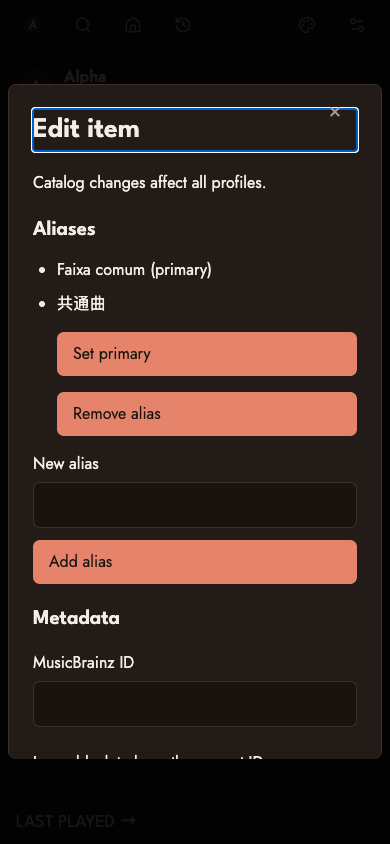 A
Alpha
Edit item
×
Catalog changes affect all profiles.
Aliases
• Faixa comum (primary)
• 共通曲
Set primary
Remove alias
New alias
Add alias
Metadata
MusicBrainz ID
LAST PLAYED →